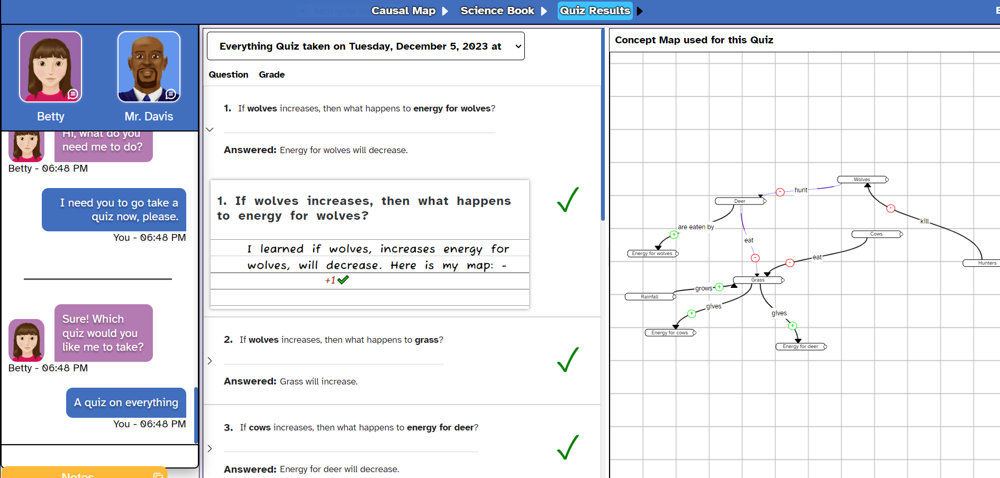 Causal Map
Science Book
Quiz Results
Betty
Mr. Davis
Hi, what do you
need me to do?
Betty - 06:48 PM
I need you to go take a
quiz now, please.
You - 06:48 PM
Sure! Which
quiz would you
like me to take?
Betty - 06:48 PM
A quiz on everything
You - 06:48 PM
Notes
Everything Quiz taken on Tuesday, December 5, 2023 at
Question Grade
1. If wolves increases, then what happens to energy for wolves?
Answered: Energy for wolves will decrease.
1. If wolves increases, then what happens
to energy for wolves?
I learned if wolves, increases energy for
wolves, will decrease. Here is my map: -
+1
2. If wolves increases, then what happens to grass?
Answered: Grass will increase.
3. If cows increases, then what happens to energy for deer?
Answered: Energy for deer will decrease.
Concept Map used for this Quiz
Wolves
hunt
-
Deer
-
kill
are eaten by
+
Cows
eat
Energy for wolves
-
eat
-
Hunters
Grass
grows
+
Rainfall
gives
+
gives
+
Energy for cows
Energy for deer